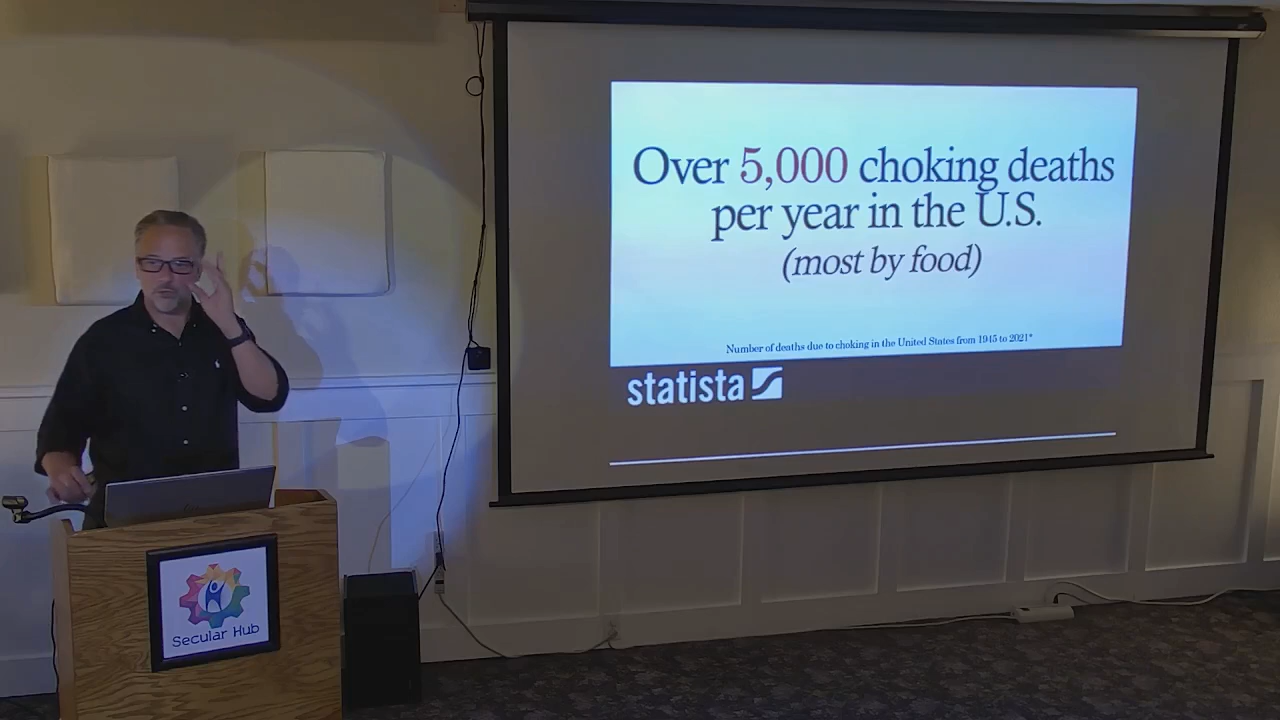 Over 5,000 choking deaths
per year in the U.S.
(most by food)
Number of deaths due to choking in the United States from 1945 to 2021*
statista
Secular Hub